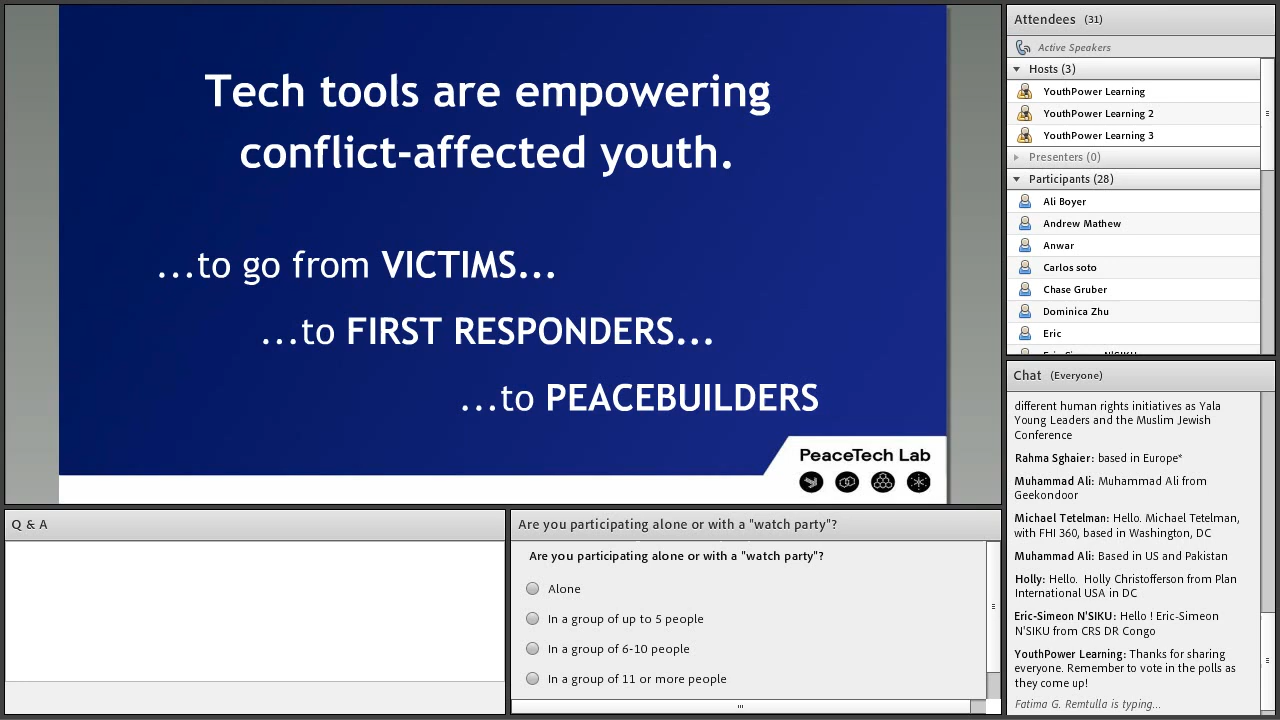 Tech tools are empowering
conflict-affected youth.
...to go from VICTIMS...
...to FIRST RESPONDERS...
...to PEACEBUILDERS
PeaceTech Lab
Q & A
Are you participating alone or with a "watch party"?
Are you participating alone or with a "watch party"?
Alone
In a group of up to 5 people
In a group of 6-10 people
In a group of 11 or more people
Attendees (31)
Active Speakers
Hosts (3)
YouthPower Learning
YouthPower Learning 2
YouthPower Learning 3
Presenters (0)
Participants (28)
Ali Boyer
Andrew Mathew
Anwar
Carlos soto
Chase Gruber
Dominica Zhu
Eric
Eric-Simeon N'SIKU
Chat (Everyone)
different human rights initiatives as Yala
Young Leaders and the Muslim Jewish
Conference
Rahma Sghaier: based in Europe*
Muhammad Ali: Muhammad Ali from
Geekondoor
Michael Tetelman: Hello. Michael Tetelman,
with FHI 360, based in Washington, DC
Muhammad Ali: Based in US and Pakistan
Holly: Hello. Holly Christofferson from Plan
International USA in DC
Eric-Simeon N'SIKU: Hello ! Eric-Simeon
N'SIKU from CRS DR Congo
YouthPower Learning: Thanks for sharing
everyone. Remember to vote in the polls as
they come up!
Fatima G. Remtulla is typing...